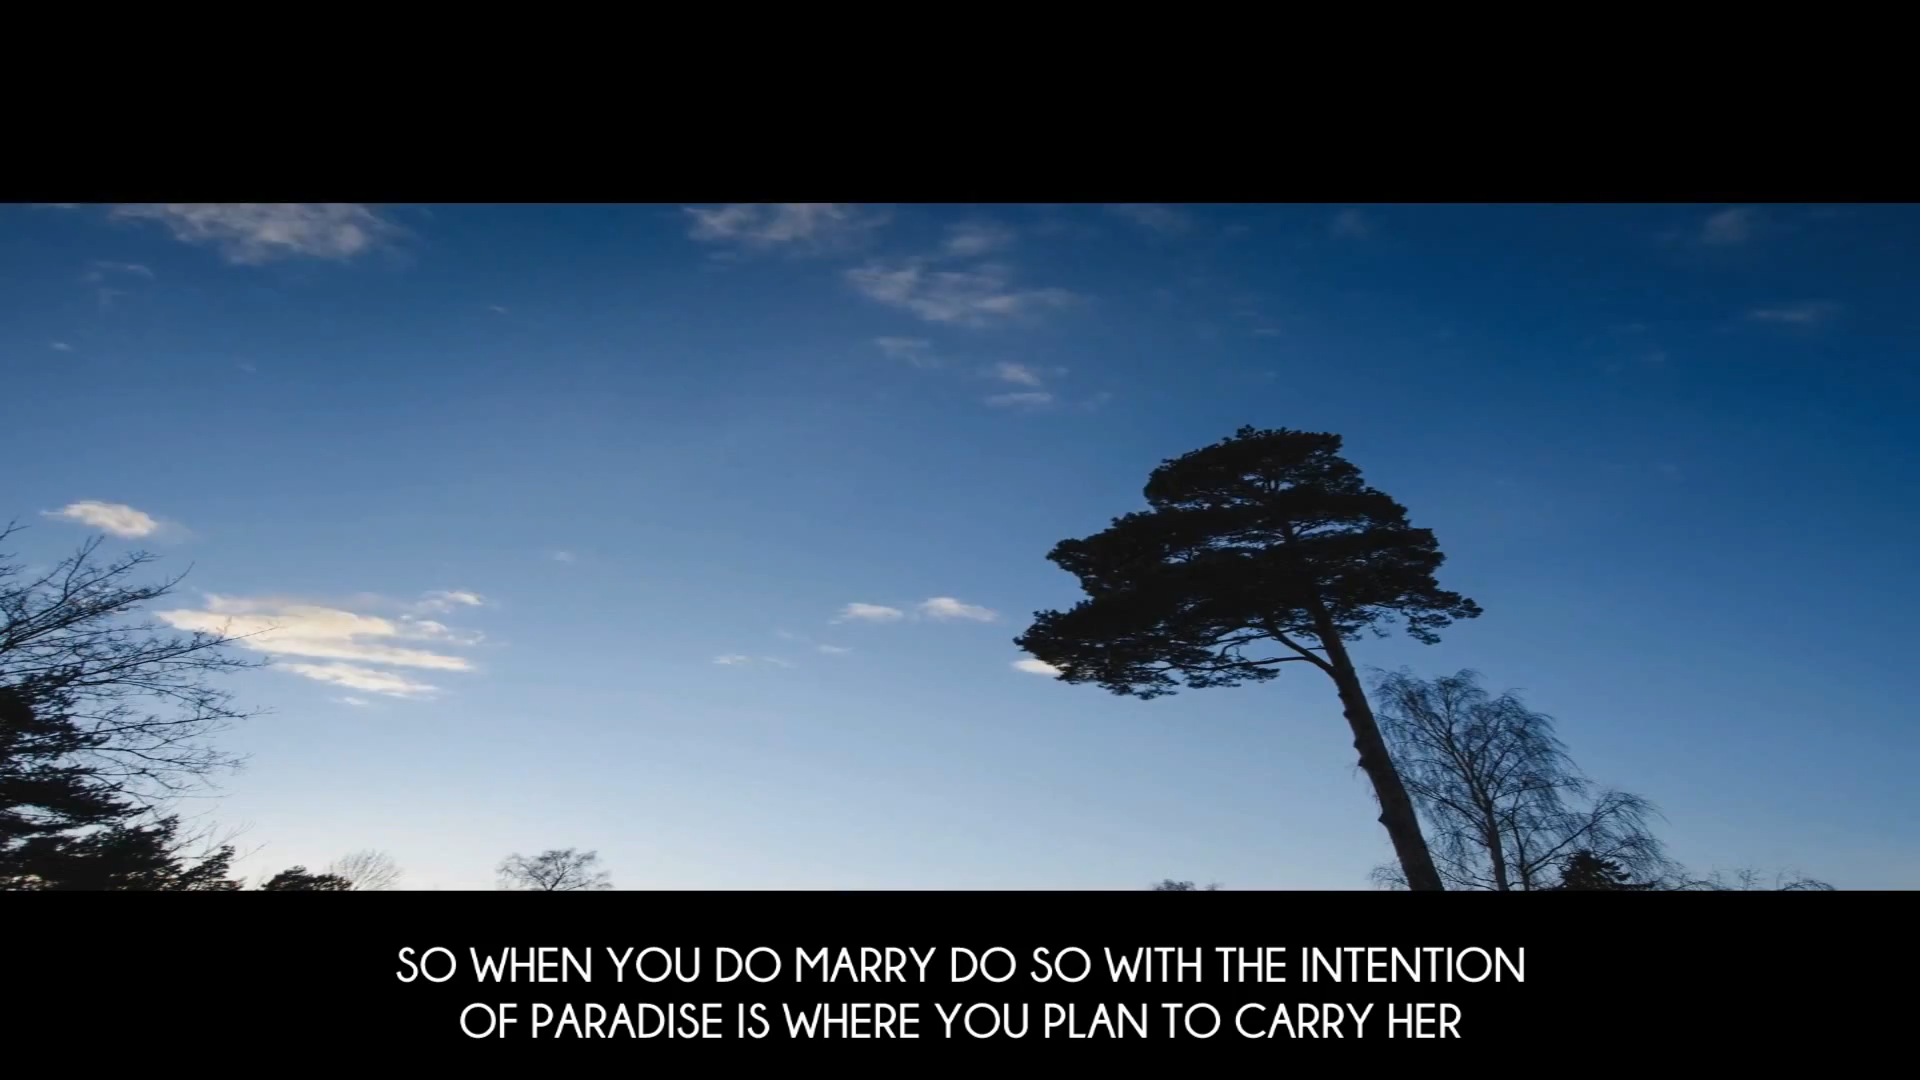 SO WHEN YOU DO MARRY DO SO WITH THE INTENTION
OF PARADISE IS WHERE YOU PLAN TO CARRY HER